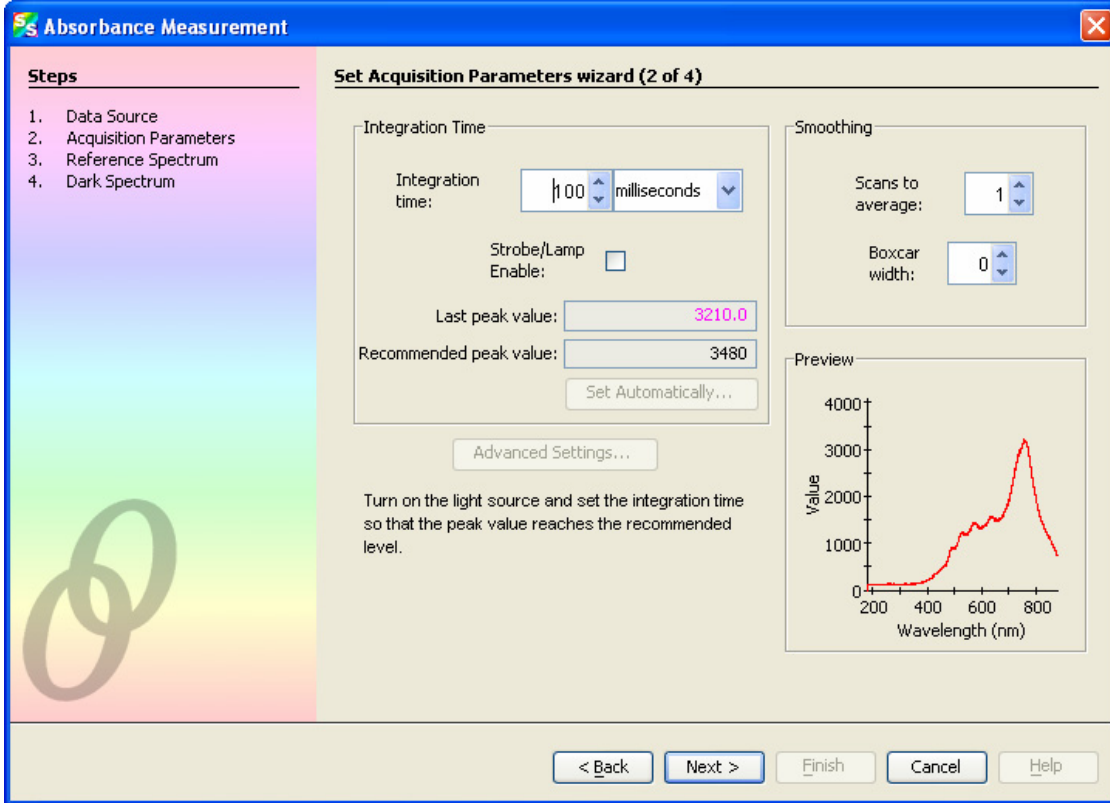 Absorbance Measurement
Steps
1. Data Source
2. Acquisition Parameters
3. Reference Spectrum
4. Dark Spectrum
Set Acquisition Parameters wizard (2 of 4)
Integration Time
Integration
time:
100 milliseconds
Strobe/Lamp
Enable:
Last peak value: 3210.0
Recommended peak value: 3480
Set Automatically...
Advanced Settings...
Turn on the light source and set the integration time
so that the peak value reaches the recommended
level.
Smoothing
Scans to
average: 1
Boxcar
width: 0
Preview
4000
3000
2000
1000
0
Value
200 400 600 800
Wavelength (nm)
< Back Next > Finish Cancel Help